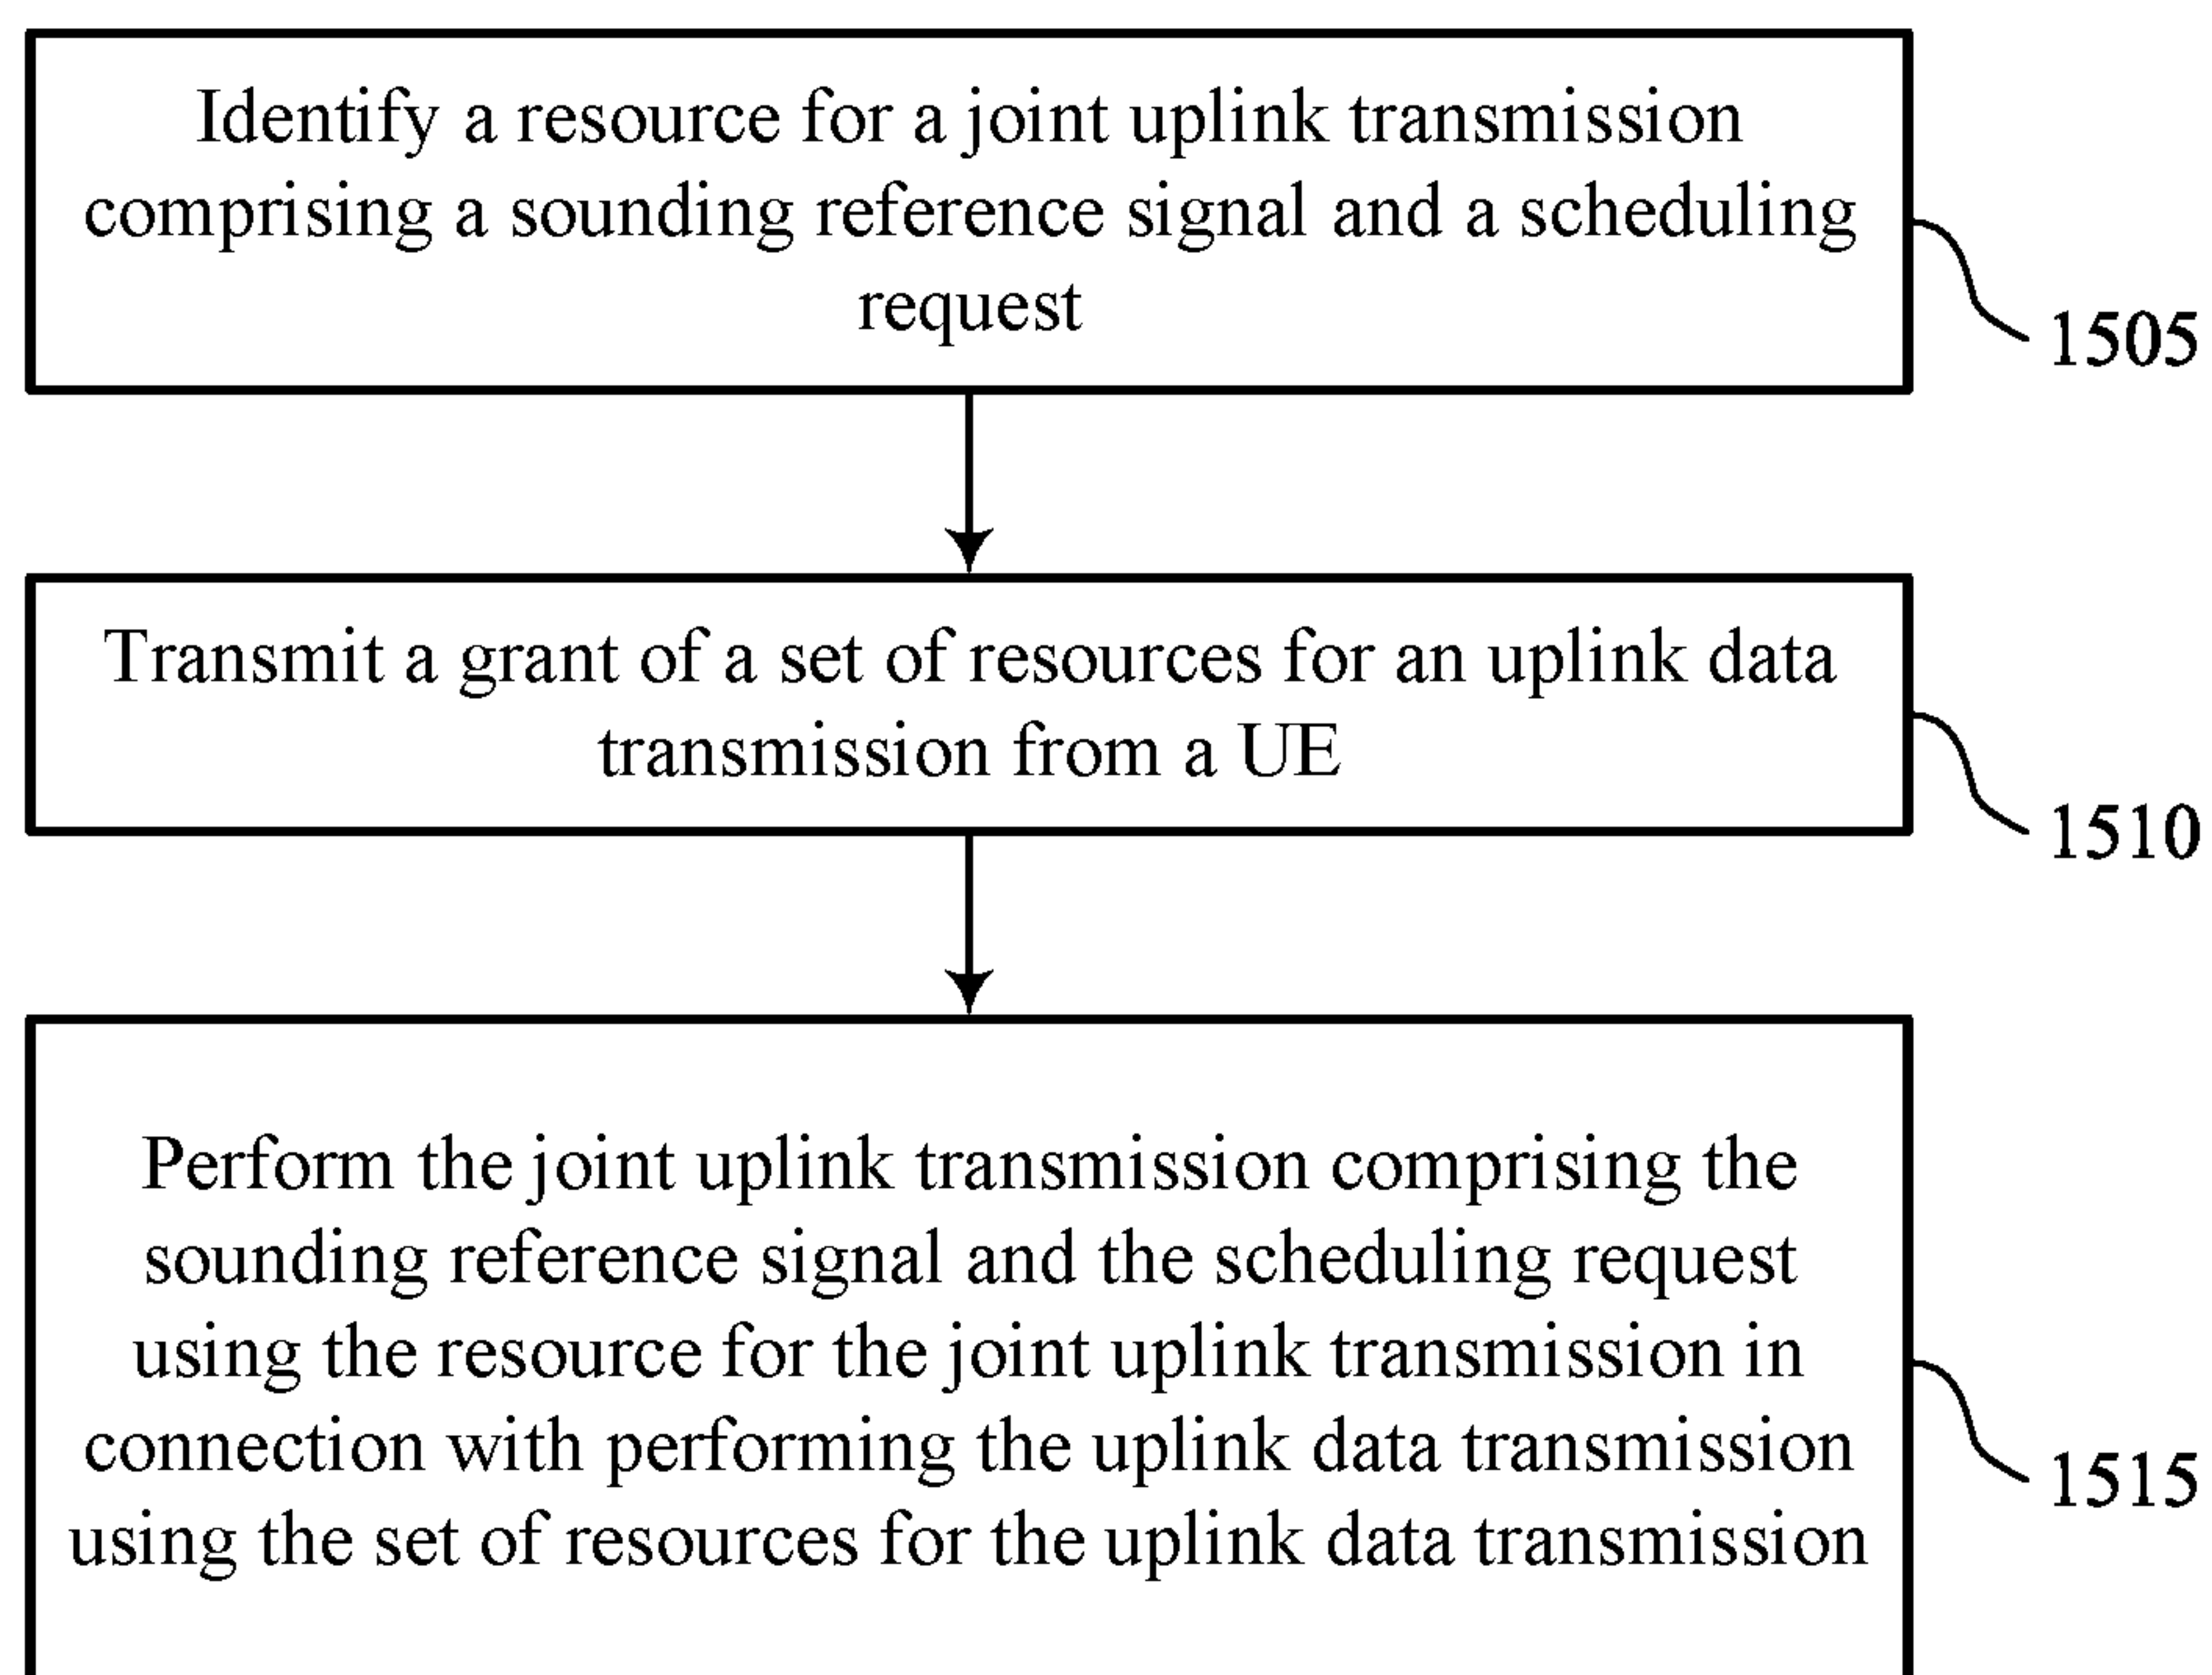 Identify a resource for a joint uplink transmission
comprising a sounding reference signal and a scheduling
request
1505
Transmit a grant of a set of resources for an uplink data
transmission from a UE
1510
Perform the joint uplink transmission comprising the
sounding reference signal and the scheduling request
using the resource for the joint uplink transmission in
connection with performing the uplink data transmission
using the set of resources for the uplink data transmission
1515